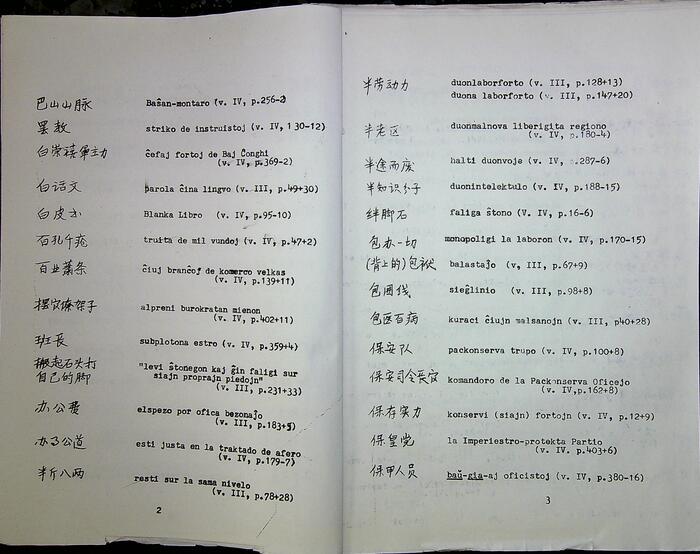 巴山山脉 Baŝan-montaro (v. IV, p.256-2)
罢教 striko de instruistoj (v. IV, 130-12)
白崇禧军主力 ĉefaj fortoj de Baj Ĉonghi
(v. IV, p.369-2)
白话文 parola ĉina lingvo (v. III, p.49+30)
白皮书 Blanka Libro (v. IV, p.95-10)
百孔千疮 truita de mil vundoj (v. IV, p.47+2)
百业萧条 ĉiuj branĉoj de komerco velkas
(v. IV, p.139+11)
摆官僚架子 alpreni burokratan mienon
(v. IV, p.402+11)
班长 subplotona estro (v. IV, p.359+4)
搬起石头打 "levi ŝtonegon kaj ĝin faligi sur
自己的脚 siajn proprajn piedojn"
(v. III, p.231+33)
办公费 elspezo por ofica bezonaĵo
(v. III, p.183+5)
办事公道 esti justa en la traktado de afero
(v. IV, p.179-7)
半斤八两 resti sur la sama nivelo
(v. III, p.78+28)
2
半劳动力 duonlaborforto (v. III, p.128+13)
duona laborforto (v. III, p.147+20)
半老区 duonmalnova liberigita regiono
(v. IV, p.180-4)
半途而废 halti duonvoje (v. IV, p.287-6)
半知识分子 duonintelektulo (v. IV, p.188-15)
绊脚石 faliga ŝtono (V. IV, p.16-6)
包办一切 monopoligi la laboron (v. IV, p.170-15)
(背上的)包袱 balastaĵo (v, III, p.67+9)
包围线 sieĝlinio (v. III, p.98+8)
包医百病 kuraci ĉiujn malsanojn (v. III, p40+28)
保安队 packonserva trupo (v. IV, p.100+8)
保安司令长官 komandoro de la Packonserva Oficejo
(v. IV,p.162+8)
保存实力 konservi (siajn) fortojn (v. IV, p.12+9)
保皇党 la Imperiestro-protekta Partio
(v. IV. p.403+6)
保甲人员 baŭ-gia-aj oficistoj (v. IV, p.380-16)
3